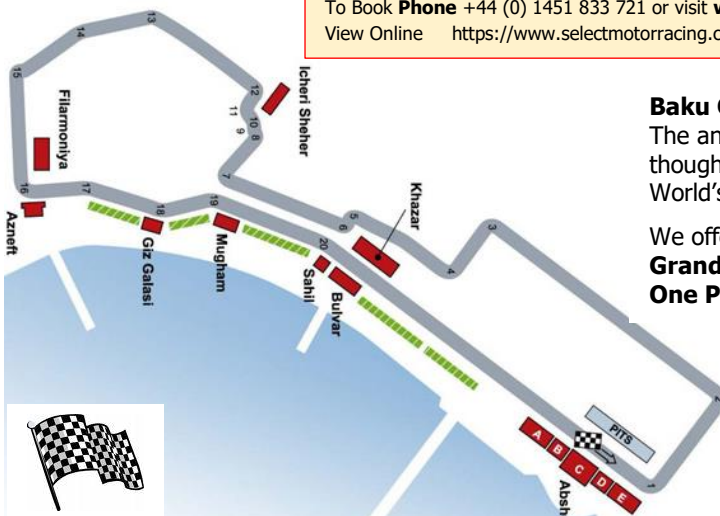 To Book Phone +44 (0) 1451 833 721 or visit
View Online https://www.selectmotorracing.c
Baku
The an
though
World's
We offe
Grand
One P
13
14
15
12
11
10
9
8
Icheri Sheher
Filarmoniya
7
Khazar
5
6
3
4
16
17
18
19
20
Azneft
Giz Galasi
Mugham
Sahil
Bulvar
2
1
PITS
A
B
C
D
E
Absh